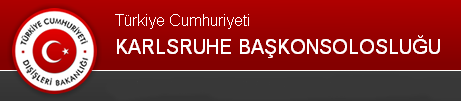 TÜRKİYE CUMHURİYETİ
DIŞİŞLERİ BAKANLIĞI
Türkiye Cumhuriyeti
KARLSRUHE BAŞKONSOLOSLUĞU